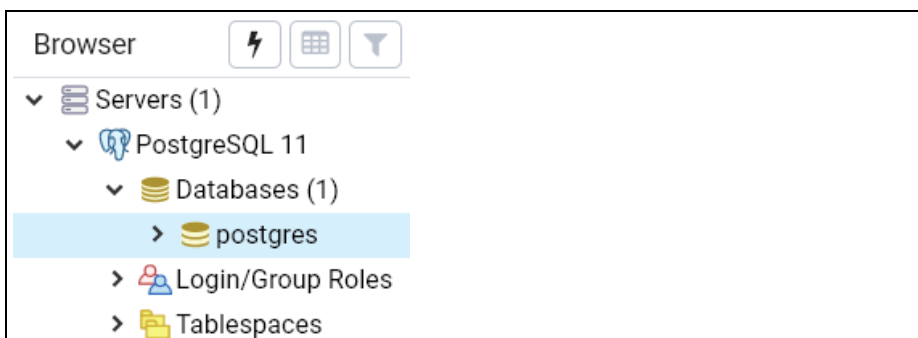 Browser
Servers (1)
PostgreSQL 11
Databases (1)
postgres
Login/Group Roles
Tablespaces